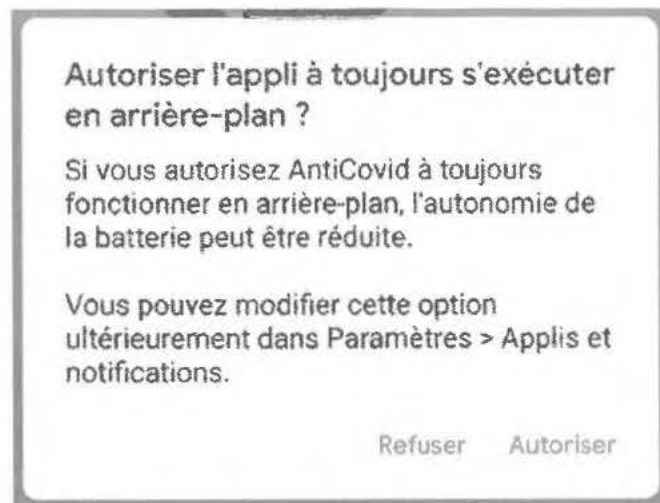 Autoriser l'appli à toujours s'exécuter
en arrière-plan ?
Si vous autorisez AntiCovid à toujours
fonctionner en arrière-plan, l'autonomie de
la batterie peut être réduite.
Vous pouvez modifier cette option
ultérieurement dans Paramètres > Applis et
notifications.
Refuser Autoriser